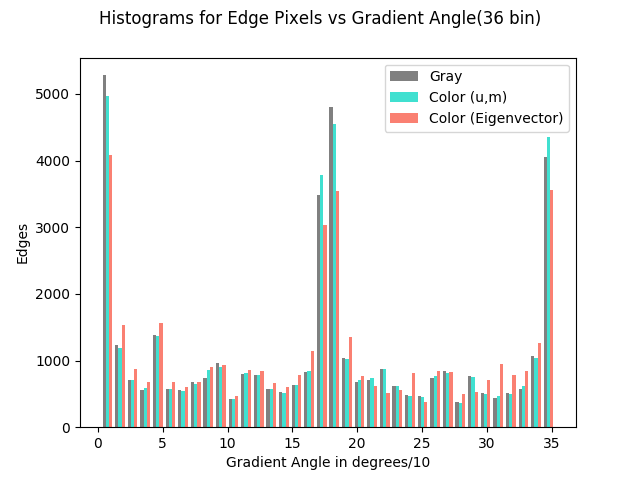 Histograms for Edge Pixels vs Gradient Angle(36 bin)
Gray
Color (u,m)
Color (Eigenvector)
5000
4000
3000
2000
1000
0
Edges
0 5 10 15 20 25 30 35
Gradient Angle in degrees/10